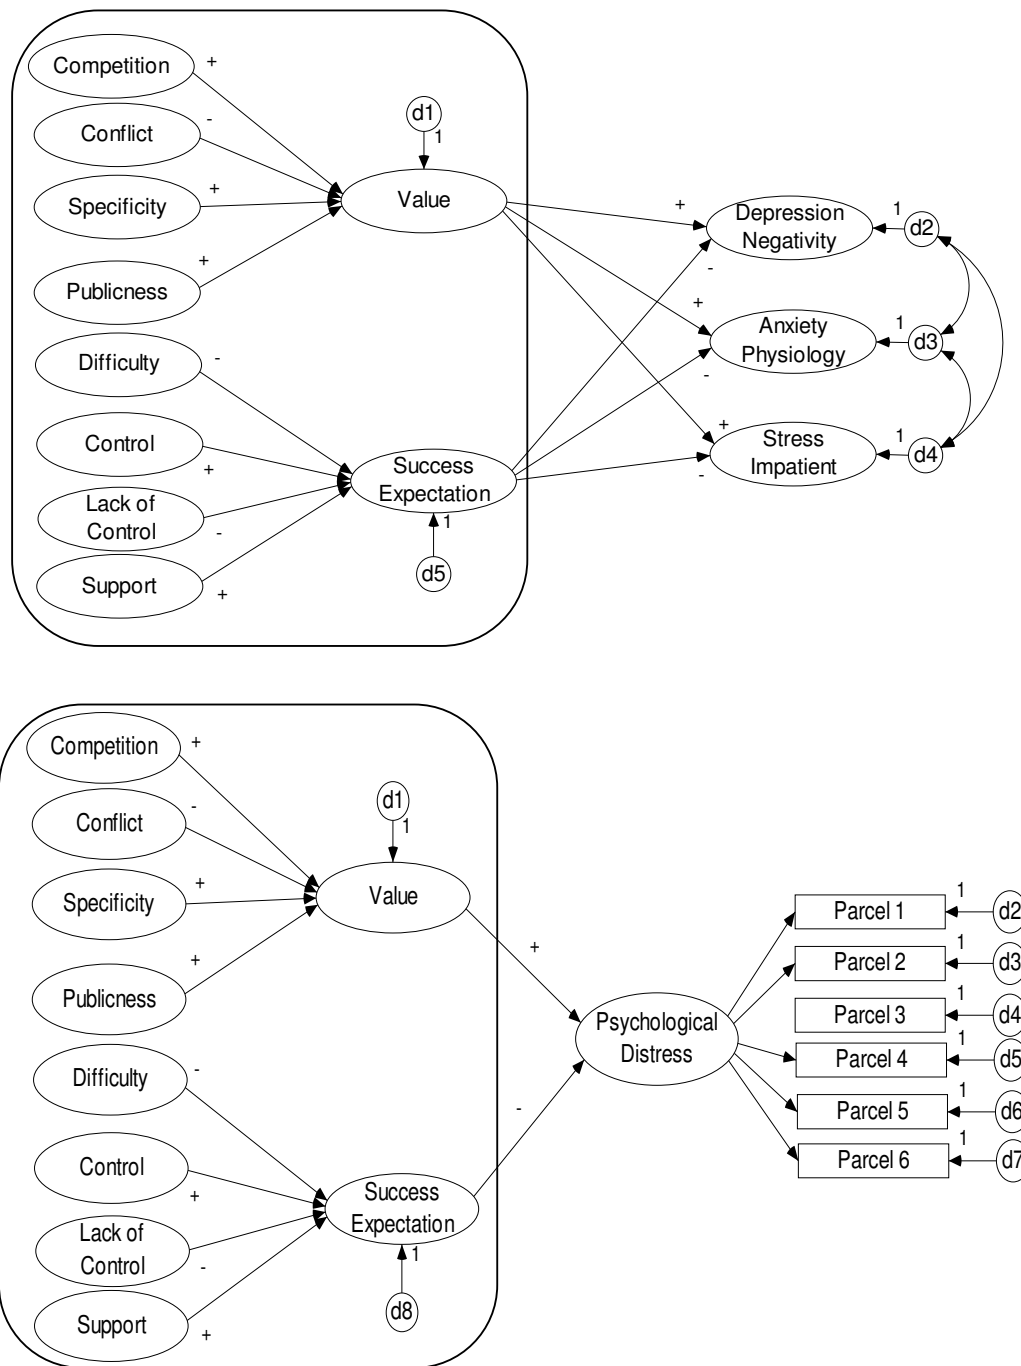 Competition
+
Conflict
-
Specificity
+
Publicness
+
Difficulty
-
Control
+
Lack of
Control
-
Support
+
d1
1
Value
Success
Expectation
1
d5
+
-
+
-
+
-
Depression
Negativity
1
d2
Anxiety
Physiology
1
d3
Stress
Impatient
1
d4
Competition
+
Conflict
-
Specificity
+
Publicness
+
Difficulty
-
Control
+
Lack of
Control
-
Support
+
d1
1
Value
Success
Expectation
1
d8
+
-
Psychological
Distress
Parcel 1
1
d2
Parcel 2
1
d3
Parcel 3
1
d4
Parcel 4
1
d5
Parcel 5
1
d6
Parcel 6
1
d7